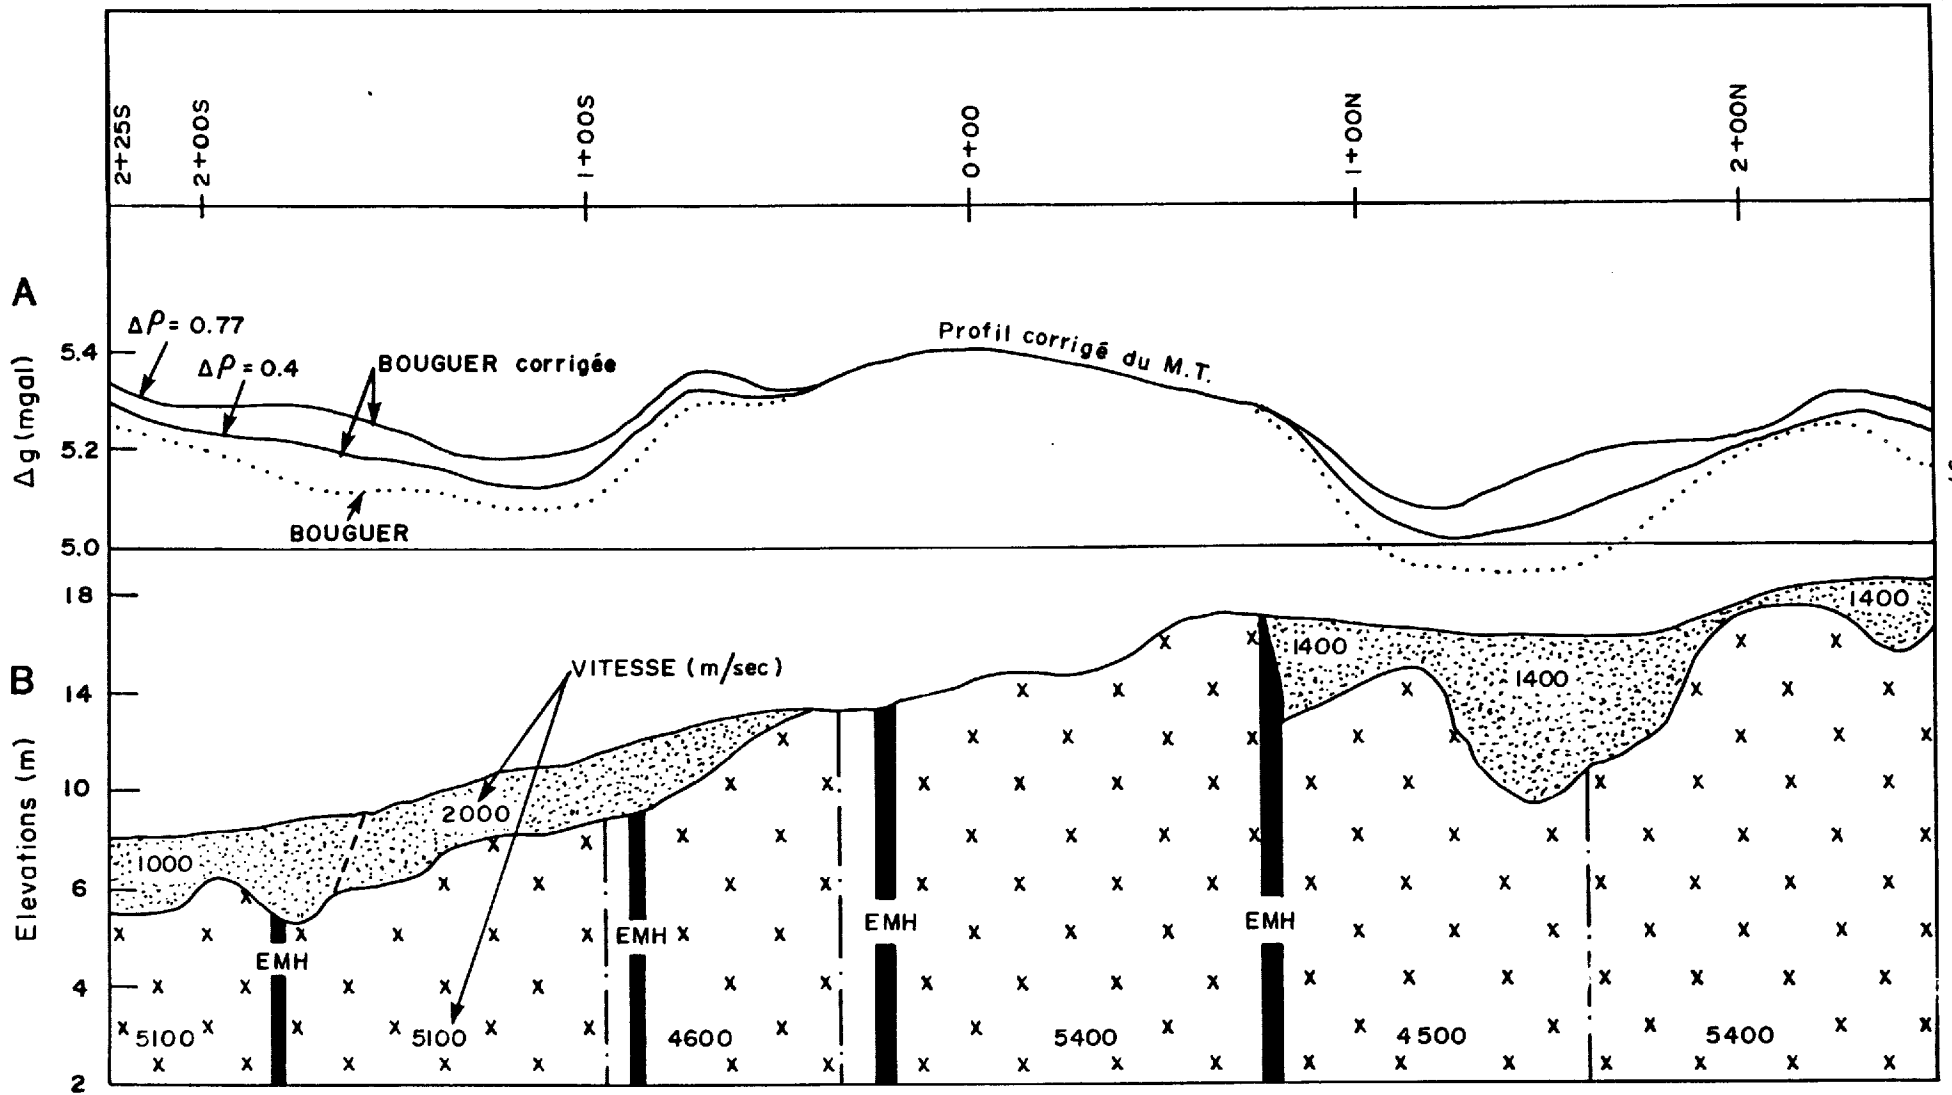 2+25S
2+00S
1+00S
0+00
1+00N
2+00N
A
Δρ = 0.77
Δρ = 0.4
BOUGUER corrigée
Profil corrigé du M.T.
BOUGUER
Δg (mgal)
5.4
5.2
5.0
B
Elevations (m)
18
14
10
6
4
2
VITESSE (m/sec)
1400
1400
1400
2000
1000
EMH
EMH
EMH
EMH
5100
5100
4600
5400
4500
5400